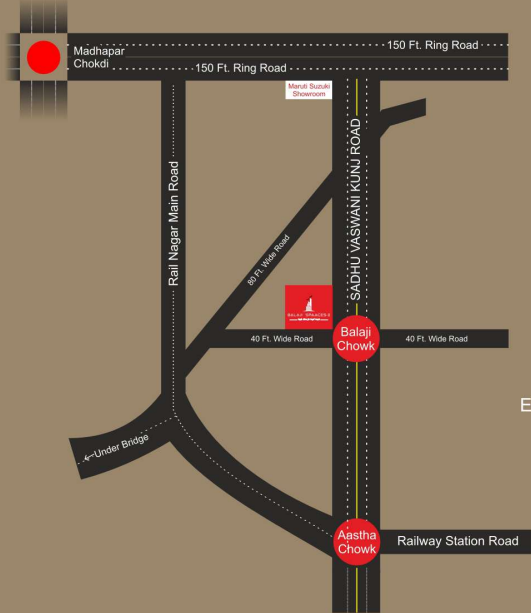 150 Ft. Ring Road
Madhapar
Chokdi
150 Ft. Ring Road
Maruti Suzuki
Showroom
SADHU VASWANI KUNJ ROAD
Rail Nagar Main Road
80 Ft. Wide Road
BALAJI SPAACES-II
40 Ft. Wide Road
Balaji
Chowk
40 Ft. Wide Road
E
←Under Bridge
Aastha
Chowk
Railway Station Road